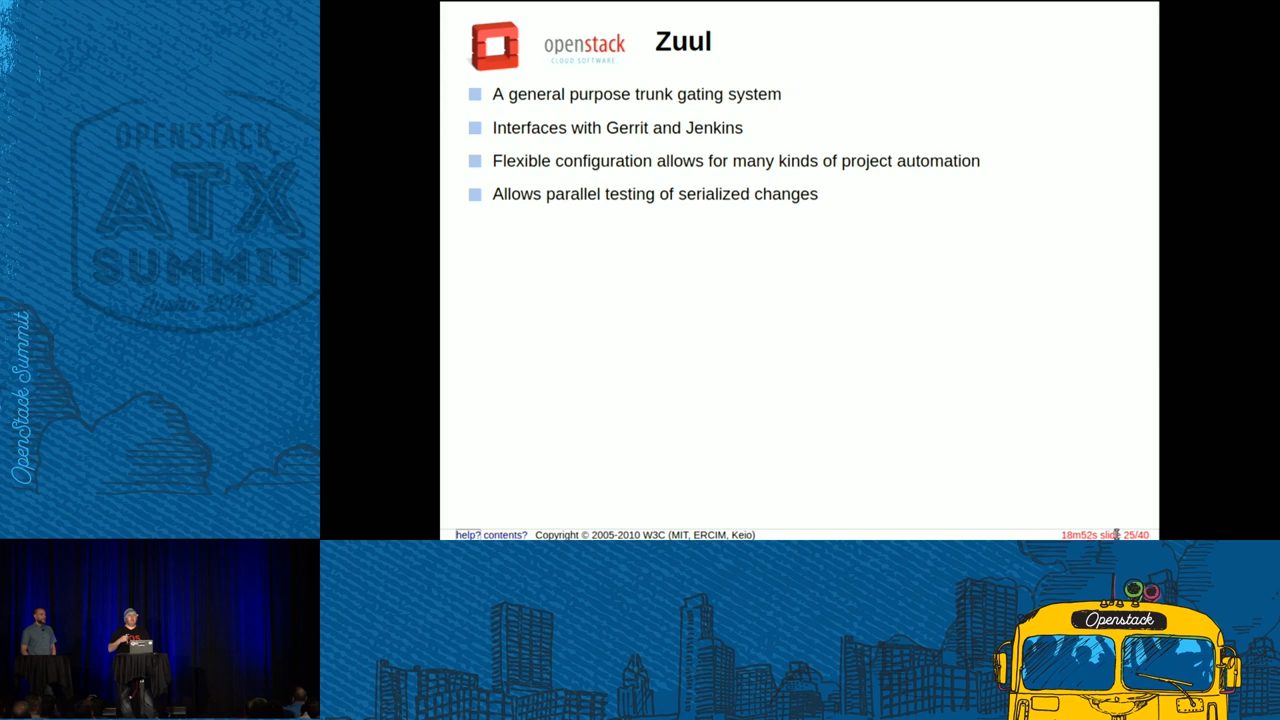 openstack
CLOUD SOFTWARE
Zuul
A general purpose trunk gating system
Interfaces with Gerrit and Jenkins
Flexible configuration allows for many kinds of project automation
Allows parallel testing of serialized changes
help? contents? Copyright © 2005-2010 W3C (MIT, ERCIM, Keio)
18m52s slide 25/40
OPENSTACK
ATX
SUMMIT
OpenStack Summit
Openstack